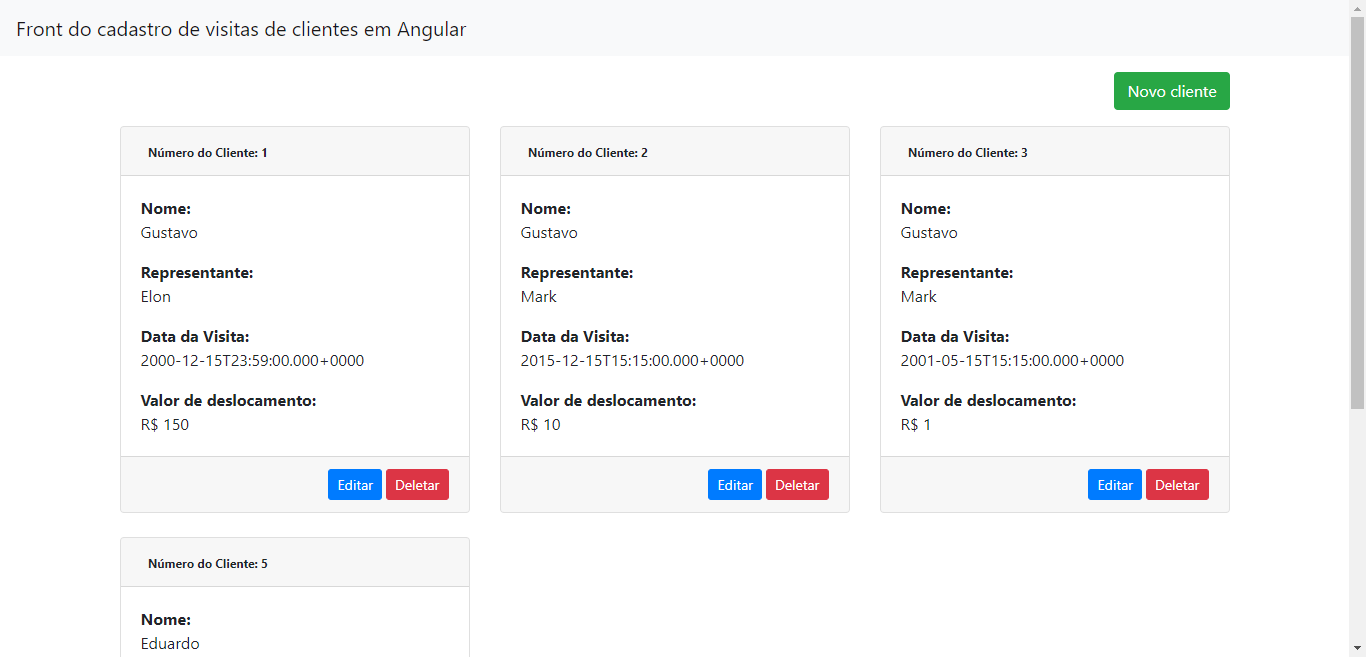 Front do cadastro de visitas de clientes em Angular
Novo cliente
Número do Cliente: 1
Nome:
Gustavo
Representante:
Elon
Data da Visita:
2000-12-15T23:59:00.000+0000
Valor de deslocamento:
R$ 150
Editar Deletar
Número do Cliente: 2
Nome:
Gustavo
Representante:
Mark
Data da Visita:
2015-12-15T15:15:00.000+0000
Valor de deslocamento:
R$ 10
Editar Deletar
Número do Cliente: 3
Nome:
Gustavo
Representante:
Mark
Data da Visita:
2001-05-15T15:15:00.000+0000
Valor de deslocamento:
R$ 1
Editar Deletar
Número do Cliente: 5
Nome:
Eduardo